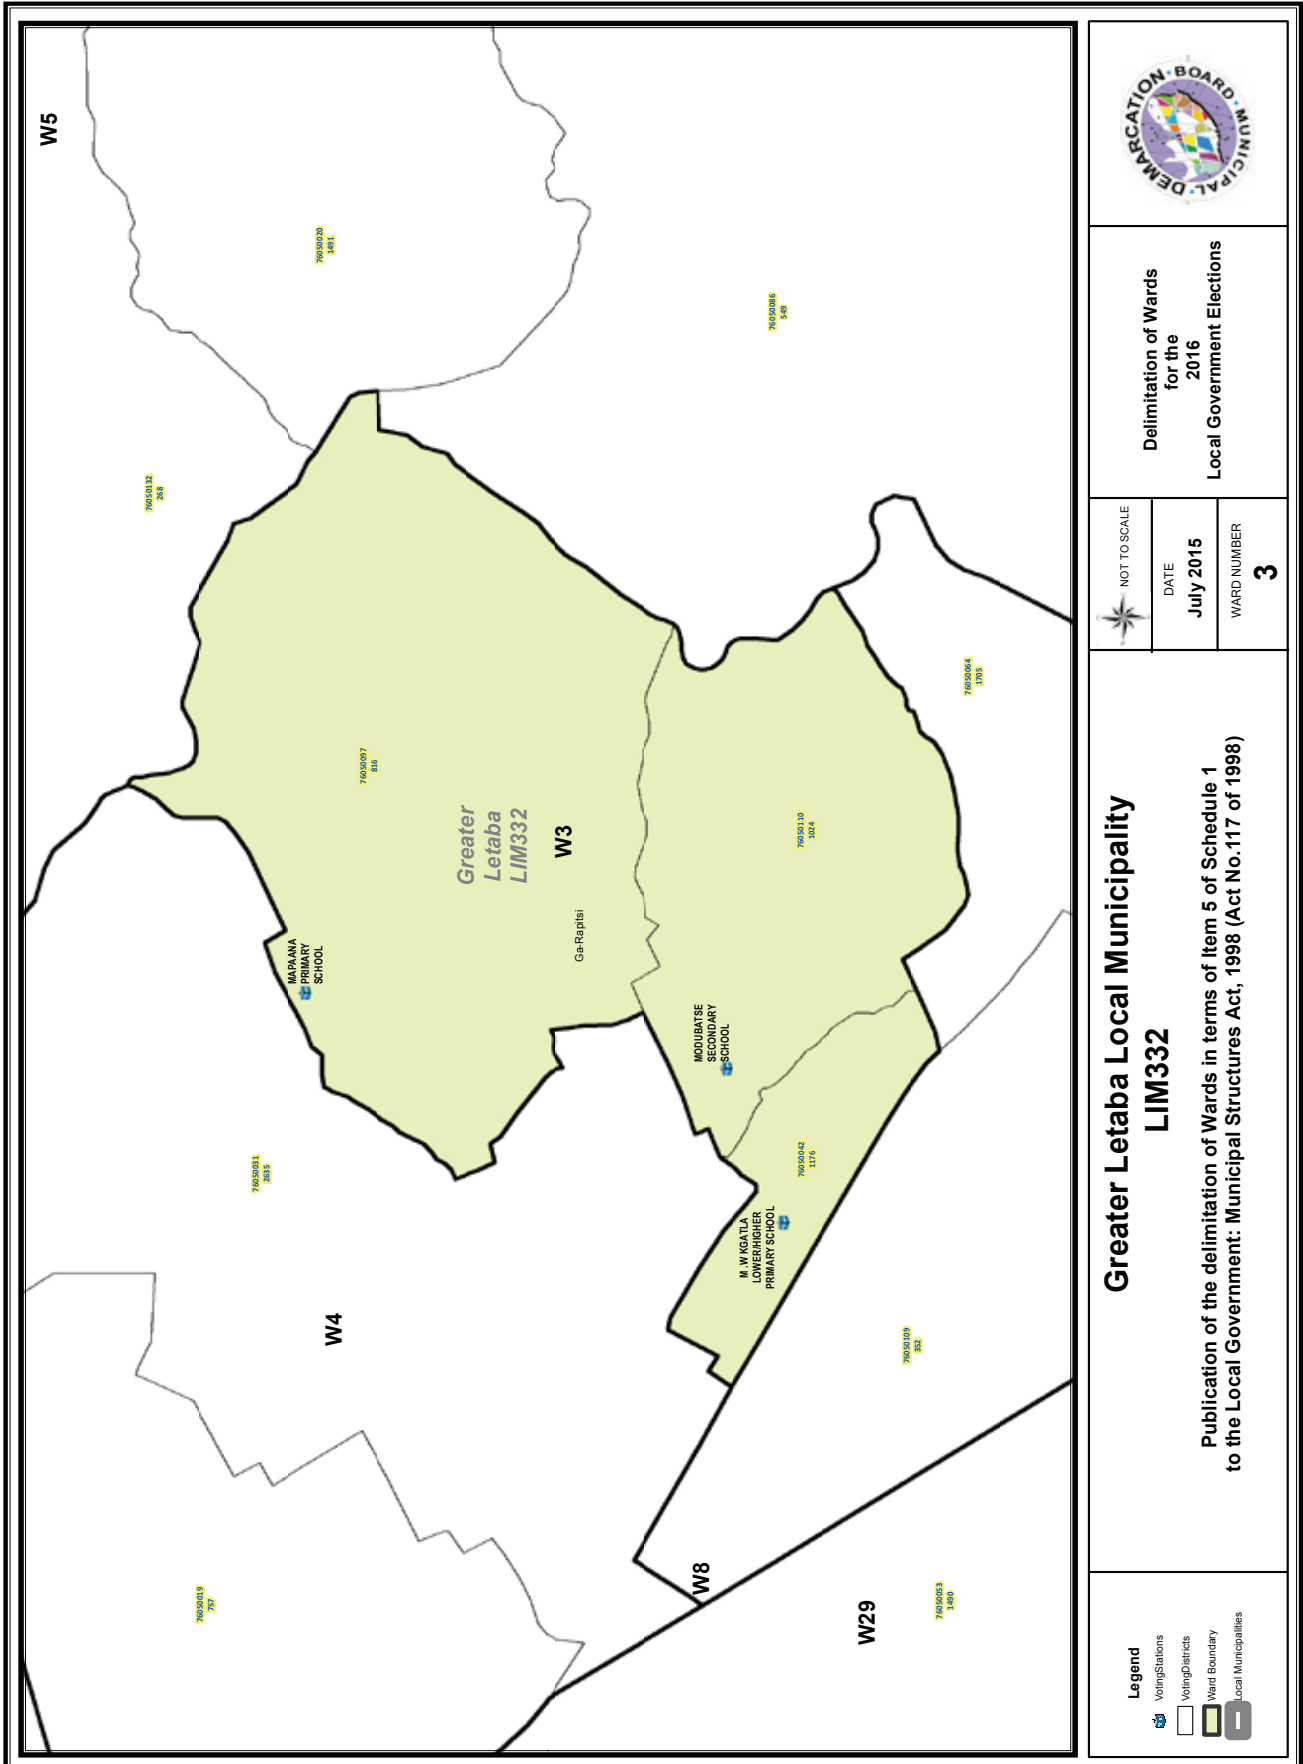 W5
76050020
1491
76050132
268
76050086
549
76050097
816
Greater
Letaba
LIM332
W3
Ga-Rapitsi
MAPAANA
PRIMARY
SCHOOL
76050110
1024
76050064
1705
MODUBATSE
SECONDARY
SCHOOL
76050042
1176
M .W KGATLA
LOWER/HIGHER
PRIMARY SCHOOL
76050031
2635
W4
76050109
352
76050019
757
W8
W29
76050053
1490
Legend
VotingStations
VotingDistricts
Ward Boundary
Local Municipalities
Greater Letaba Local Municipality
LIM332
Publication of the delimitation of Wards in terms of Item 5 of Schedule 1
to the Local Government: Municipal Structures Act, 1998 (Act No.117 of 1998)
NOT TO SCALE
DATE
July 2015
WARD NUMBER
3
Delimitation of Wards
for the
2016
Local Government Elections
MUNICIPAL · DEMARCATION · BOARD ·